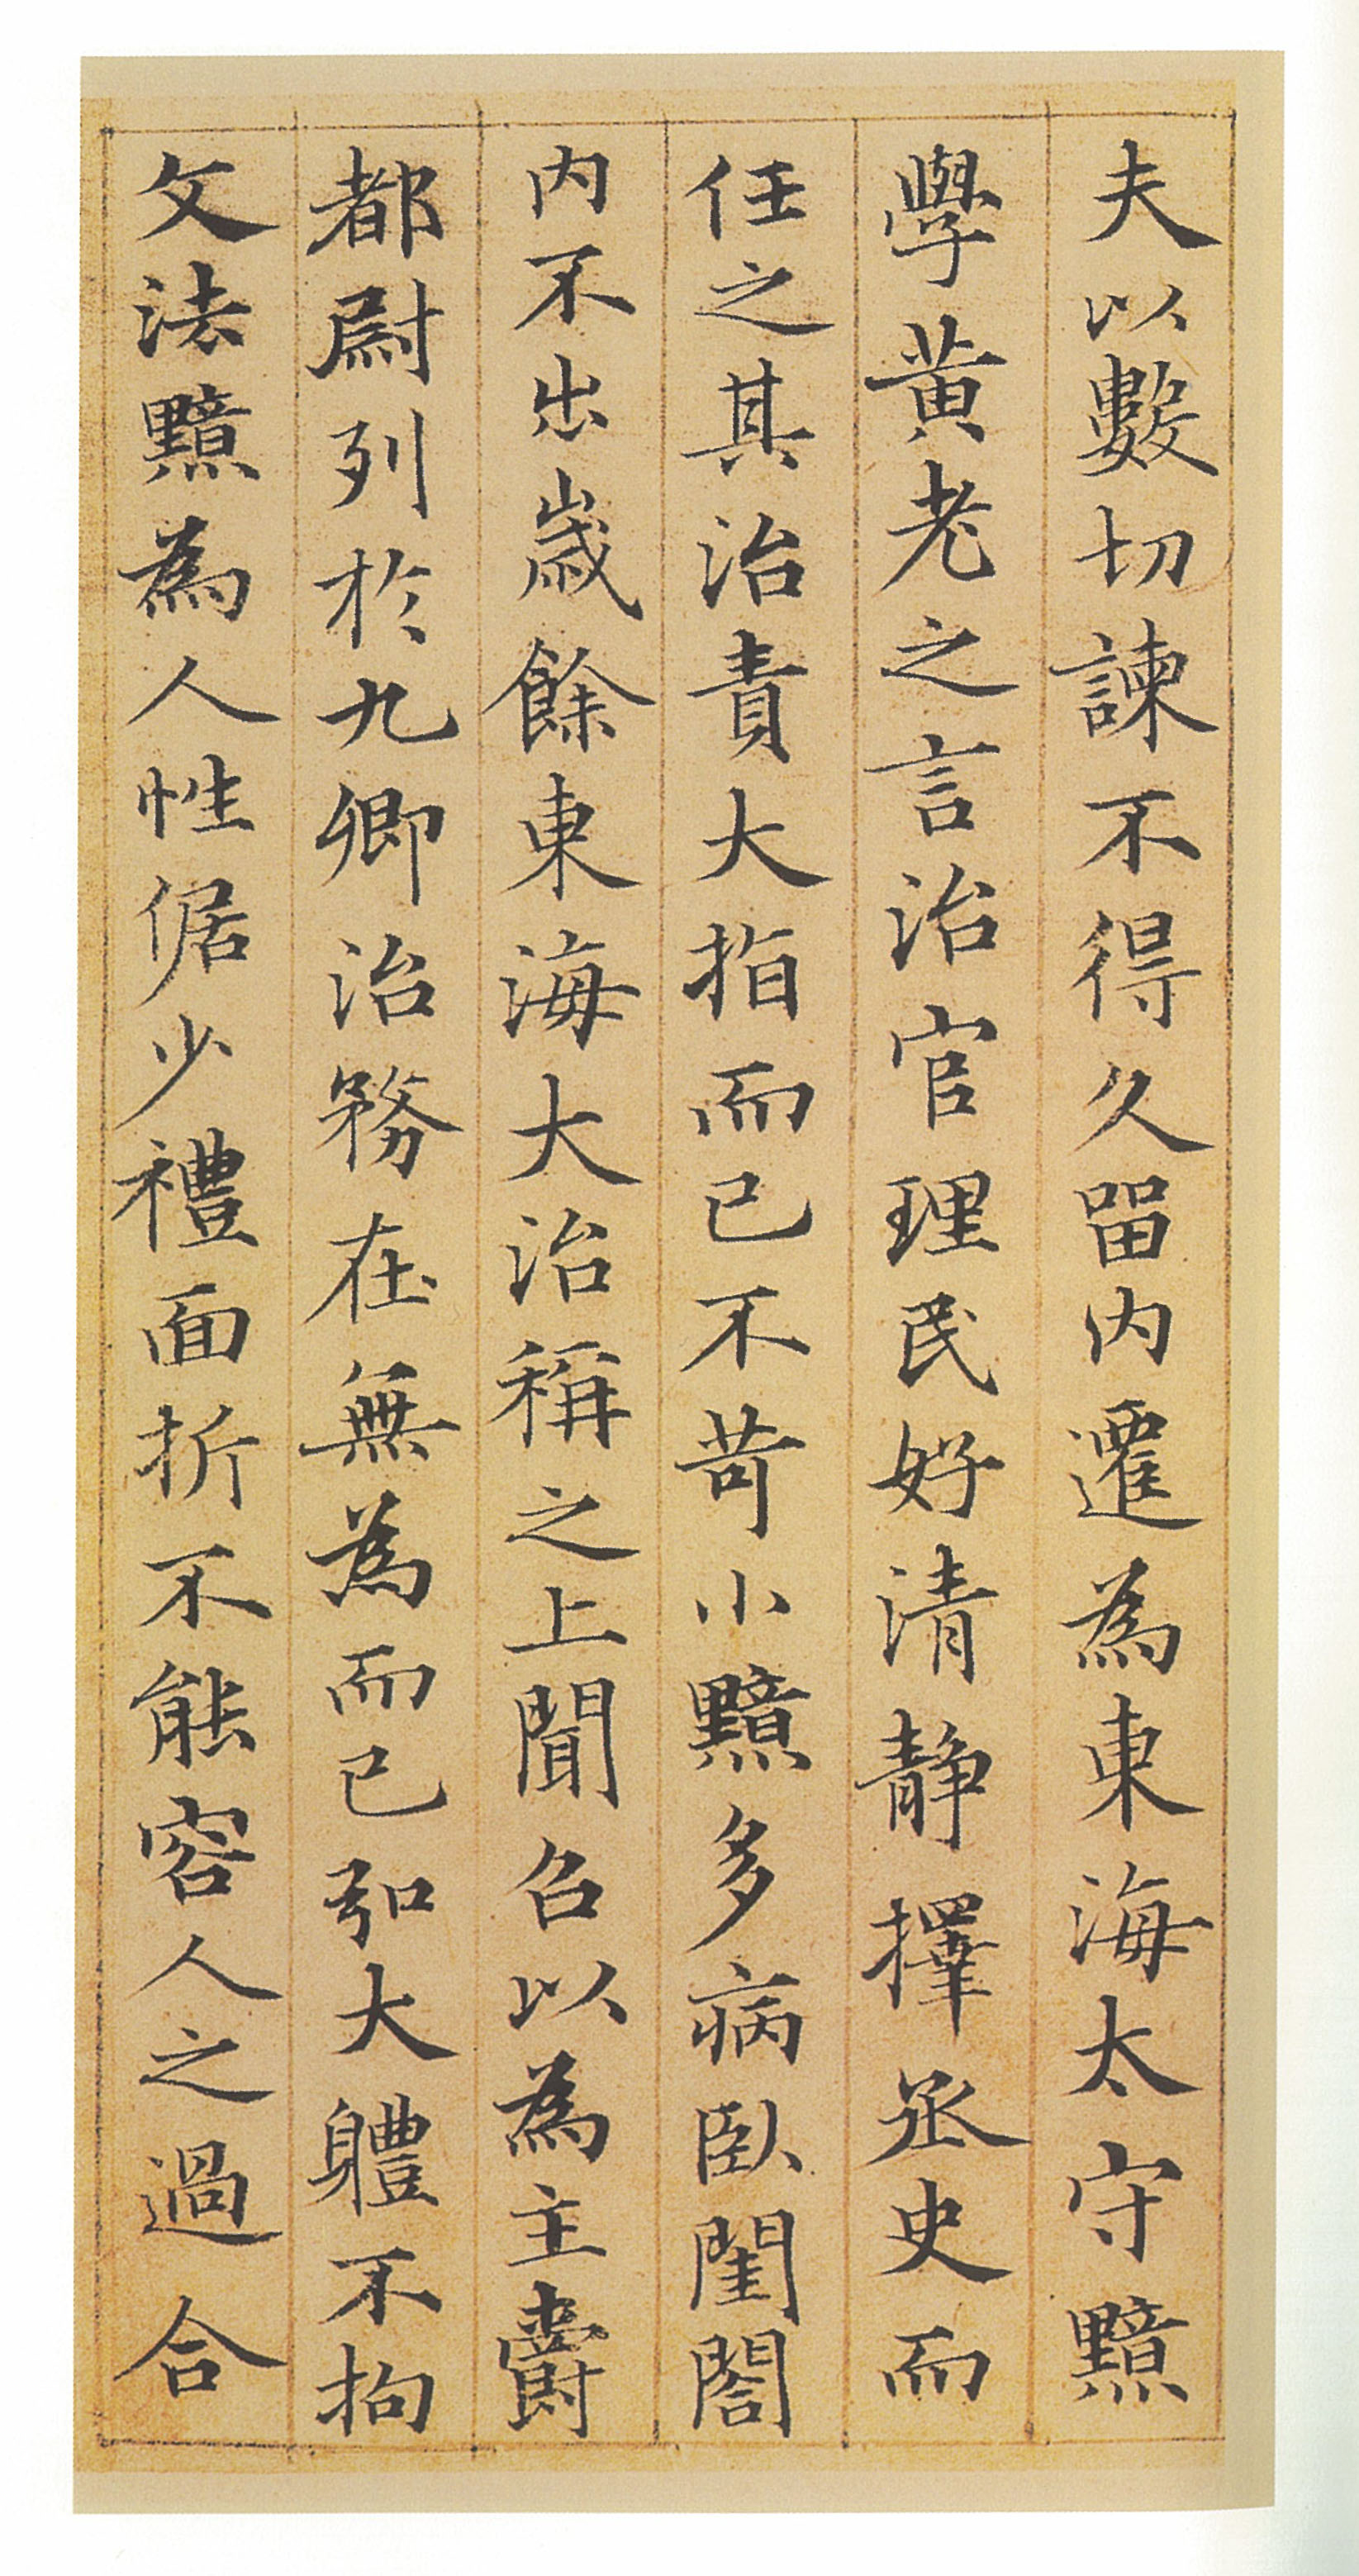 夫以數切諫不得久留内遷為東海太守黯
學黃老之言治官理民好清靜擇丞史而
任之其治責大指而已不苛小黯多病臥閨閤
内不出歲餘東海大治稱之上聞召以為主爵
都尉列於九卿治務在無為而已弘大體不拘
文法黯為人性倨少禮面折不能容人之過合